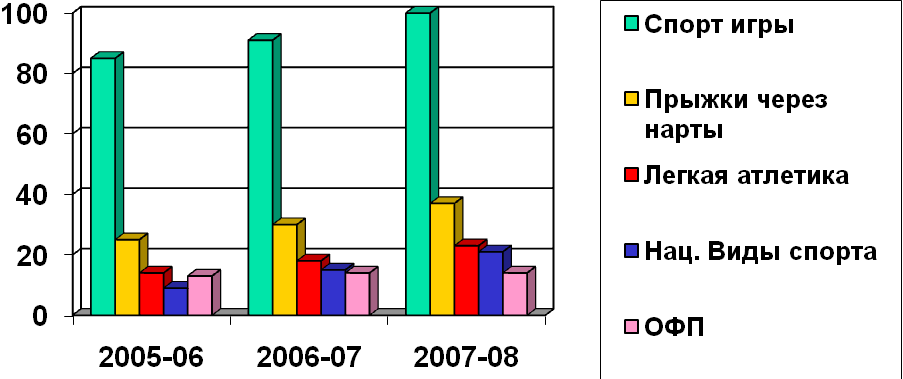 100
80
60
40
20
0
2005-06
2006-07
2007-08
Спорт игры
Прыжки через
нарты
Легкая атлетика
Нац. Виды спорта
ОФП